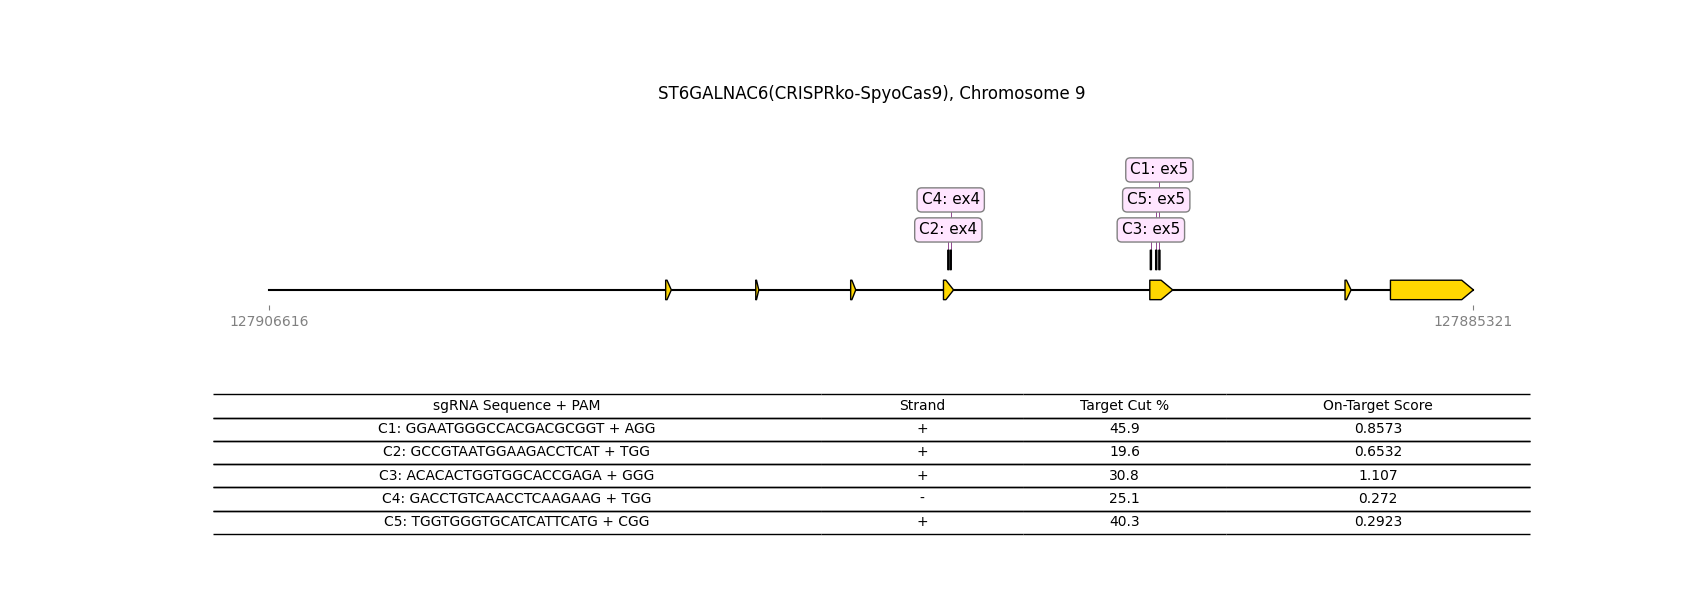 ST6GALNAC6(CRISPRko-SpyoCas9), Chromosome 9
C1: ex5
C4: ex4
C5: ex5
C2: ex4
C3: ex5
127906616
127885321
sgRNA Sequence + PAM Strand Target Cut % On-Target Score
C1: GGAATGGGCCACGACGCGGT + AGG + 45.9 0.8573
C2: GCCGTAATGGAAGACCTCAT + TGG + 19.6 0.6532
C3: ACACACTGGTGGCACCGAGA + GGG + 30.8 1.107
C4: GACCTGTCAACCTCAAGAAG + TGG - 25.1 0.272
C5: TGGTGGGTGCATCATTCATG + CGG + 40.3 0.2923